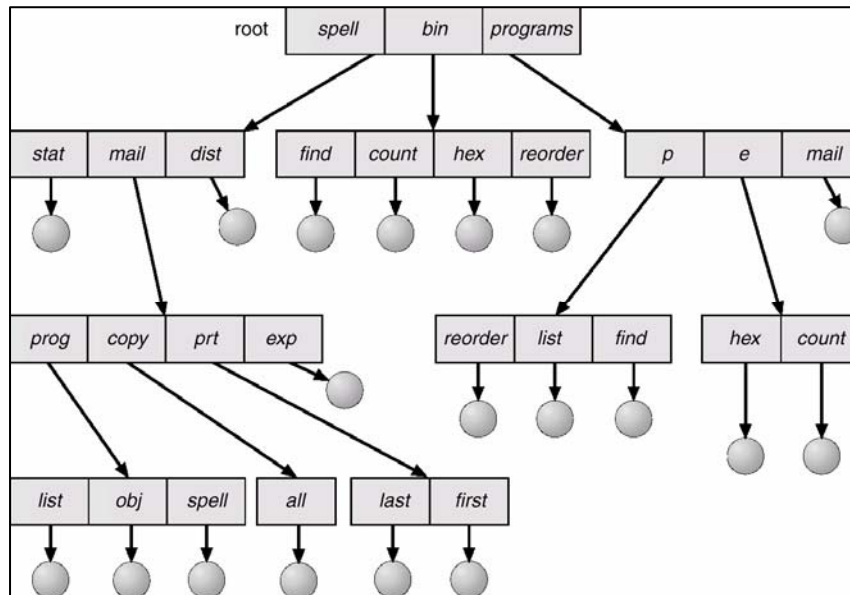 root spell bin programs
stat mail dist find count hex reorder p e mail
prog copy prt exp reorder list find hex count
list obj spell all last first